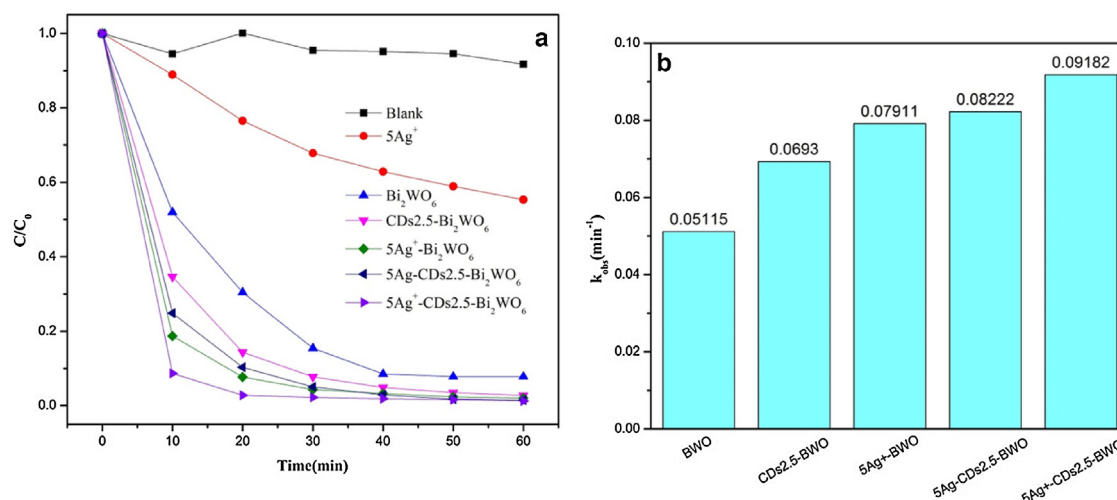 a
1.0
0.8
0.6
0.4
0.2
0.0
C/C₀
0
10
20
30
40
50
60
Time(min)
Blank
5Ag⁺
Bi₂WO₆
CDs2.5-Bi₂WO₆
5Ag⁺-Bi₂WO₆
5Ag-CDs2.5-Bi₂WO₆
5Ag⁺-CDs2.5-Bi₂WO₆
b
0.10
0.08
0.06
0.04
0.02
0.00
k_obs(min⁻¹)
0.05115
0.0693
0.07911
0.08222
0.09182
BWO
CDs2.5-BWO
5Ag+-BWO
5Ag-CDs2.5-BWO
5Ag+-CDs2.5-BWO